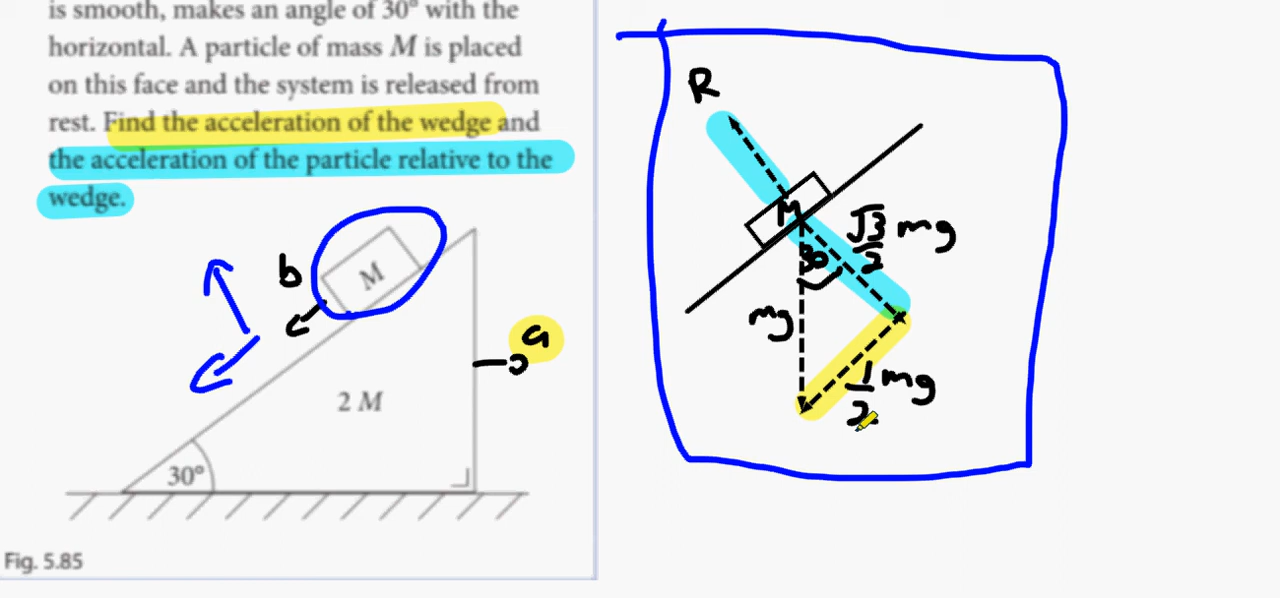 is smooth, makes an angle of 30° with the
horizontal. A particle of mass M is placed
on this face and the system is released from
rest. Find the acceleration of the wedge and
the acceleration of the particle relative to the
wedge.
b
M
a
2 M
30°
Fig. 5.85
R
M
√3/2 mg
30
mg
1/2 mg